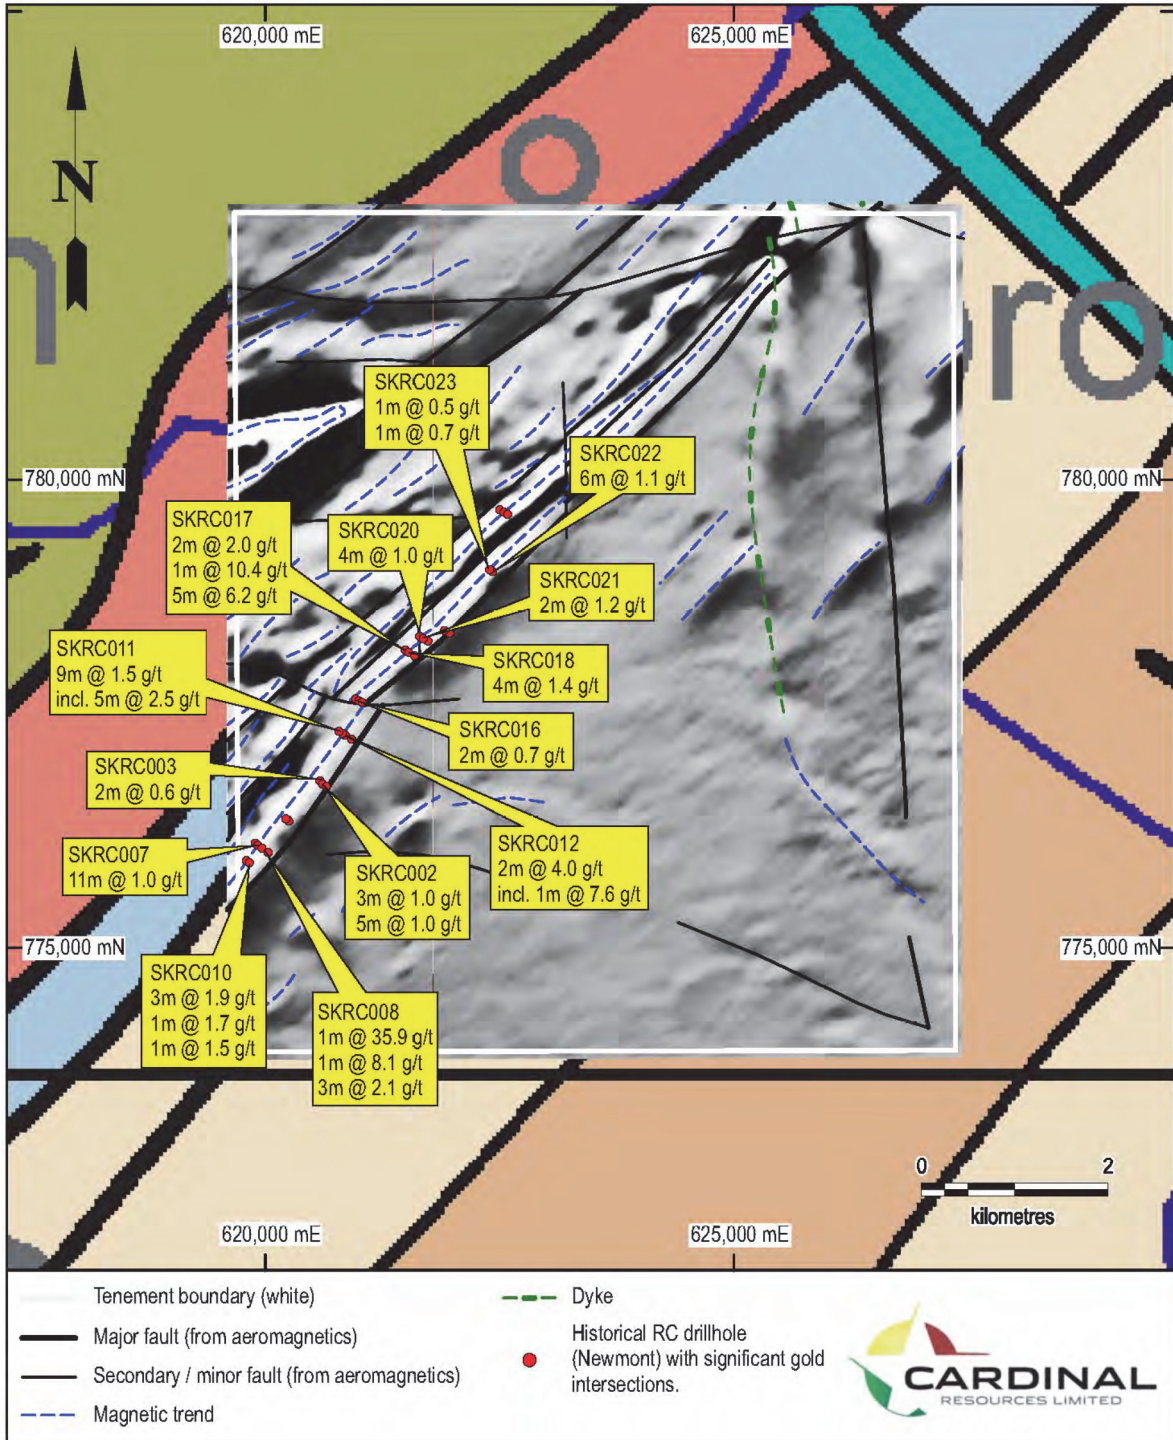 620,000 mE
625,000 mE
N
o
n
oro
SKRC023
1m @ 0.5 g/t
1m @ 0.7 g/t
SKRC022
6m @ 1.1 g/t
780,000 mN
780,000 mN
SKRC017
2m @ 2.0 g/t
1m @ 10.4 g/t
5m @ 6.2 g/t
SKRC020
4m @ 1.0 g/t
SKRC021
2m @ 1.2 g/t
SKRC011
9m @ 1.5 g/t
incl. 5m @ 2.5 g/t
SKRC018
4m @ 1.4 g/t
SKRC016
2m @ 0.7 g/t
SKRC003
2m @ 0.6 g/t
SKRC012
2m @ 4.0 g/t
incl. 1m @ 7.6 g/t
SKRC007
11m @ 1.0 g/t
SKRC002
3m @ 1.0 g/t
5m @ 1.0 g/t
775,000 mN
775,000 mN
SKRC010
3m @ 1.9 g/t
1m @ 1.7 g/t
1m @ 1.5 g/t
SKRC008
1m @ 35.9 g/t
1m @ 8.1 g/t
3m @ 2.1 g/t
0 2
kilometres
620,000 mE
625,000 mE
Tenement boundary (white)
Major fault (from aeromagnetics)
Secondary / minor fault (from aeromagnetics)
Magnetic trend
Dyke
Historical RC drillhole
(Newmont) with significant gold
intersections.
CARDINAL
RESOURCES LIMITED